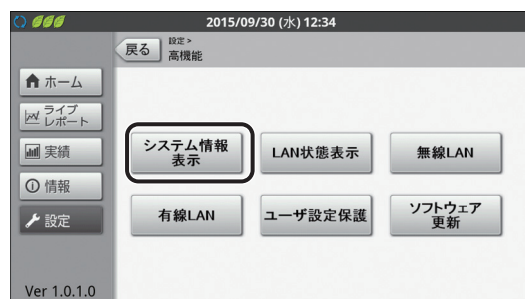 2015/09/30 (水) 12:34
戻る
設定 >
高機能
ホーム
ライブ
レポート
実績
情報
設定
システム情報
表示
LAN状態表示
無線LAN
有線LAN
ユーザ設定保護
ソフトウェア
更新
Ver 1.0.1.0